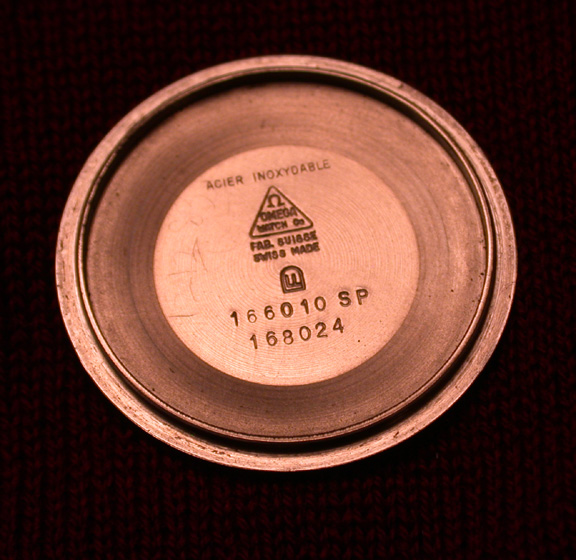 ACIER INOXYDABLE
Ω
OMEGA
WATCH Co
FAB. SUISSE
SWISS MADE
166010 SP
168024